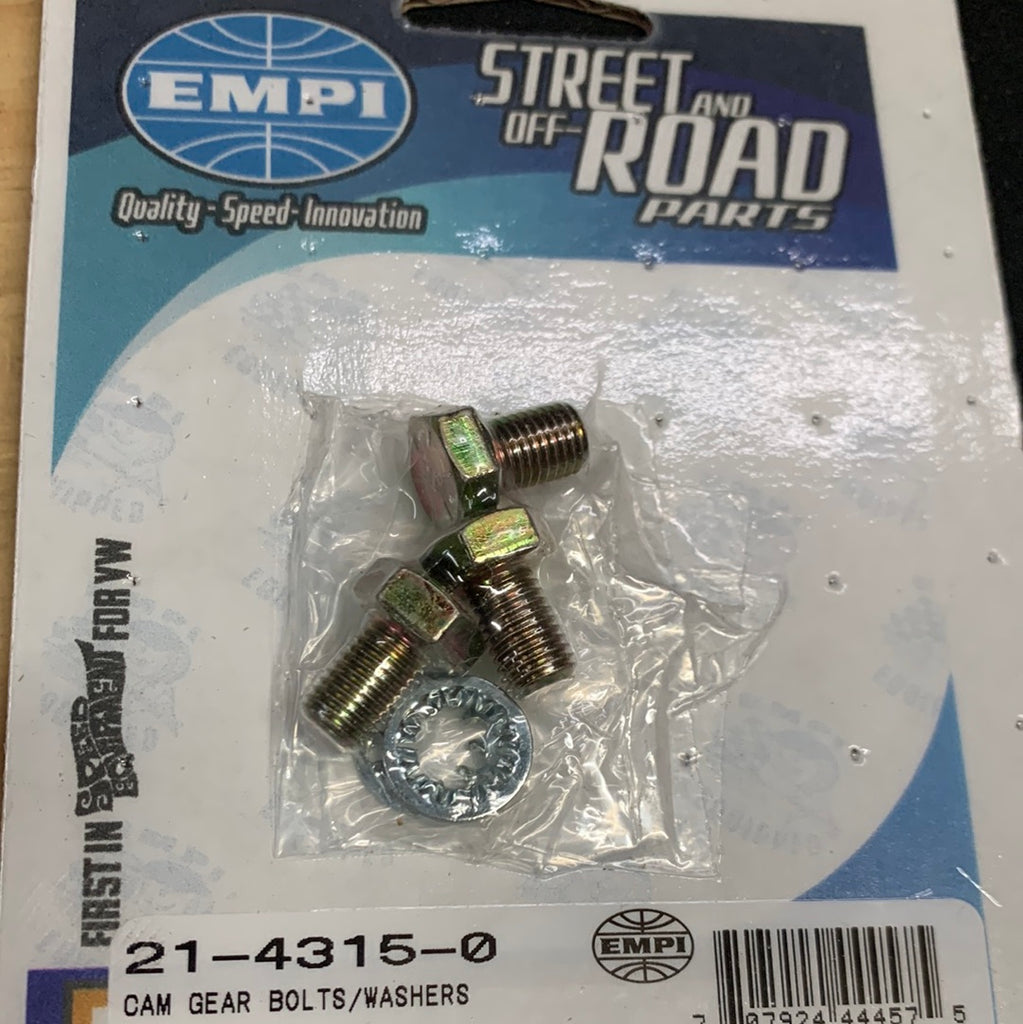 EMPI
Quality - Speed - Innovation
STREET AND
OFF-ROAD
PARTS
FIRST IN SPEED EQUIPMENT FOR VW
21-4315-0
CAM GEAR BOLTS/WASHERS
EMPI
7 07924 44457 5